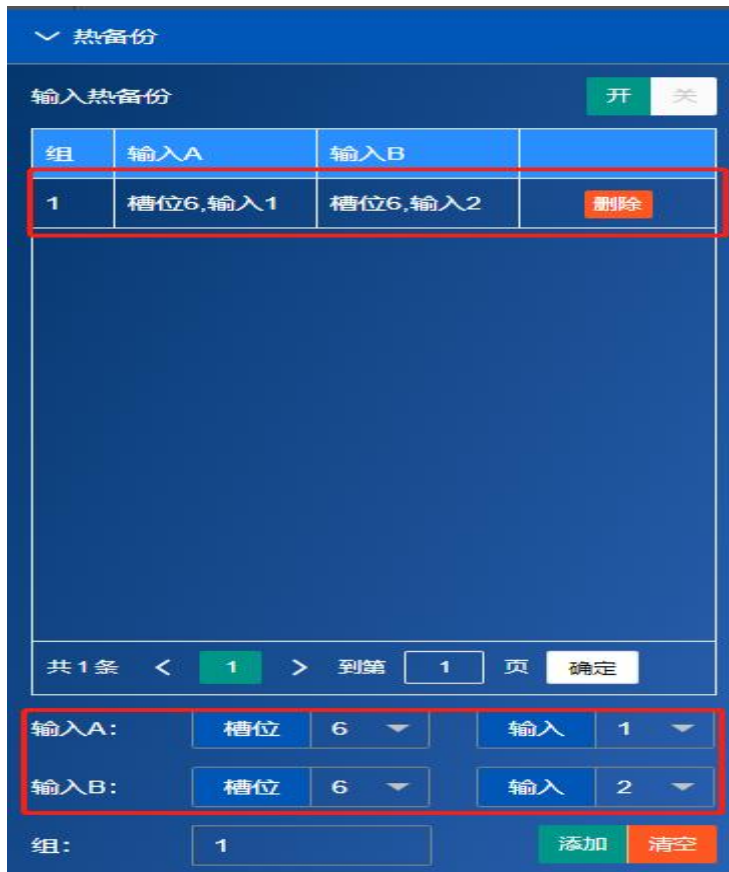 热备份
输入热备份 开 关
组 输入A 输入B
1 槽位6,输入1 槽位6,输入2 删除
共1条 < 1 > 到第 1 页 确定
输入A: 槽位 6 输入 1
输入B: 槽位 6 输入 2
组: 1 添加 清空